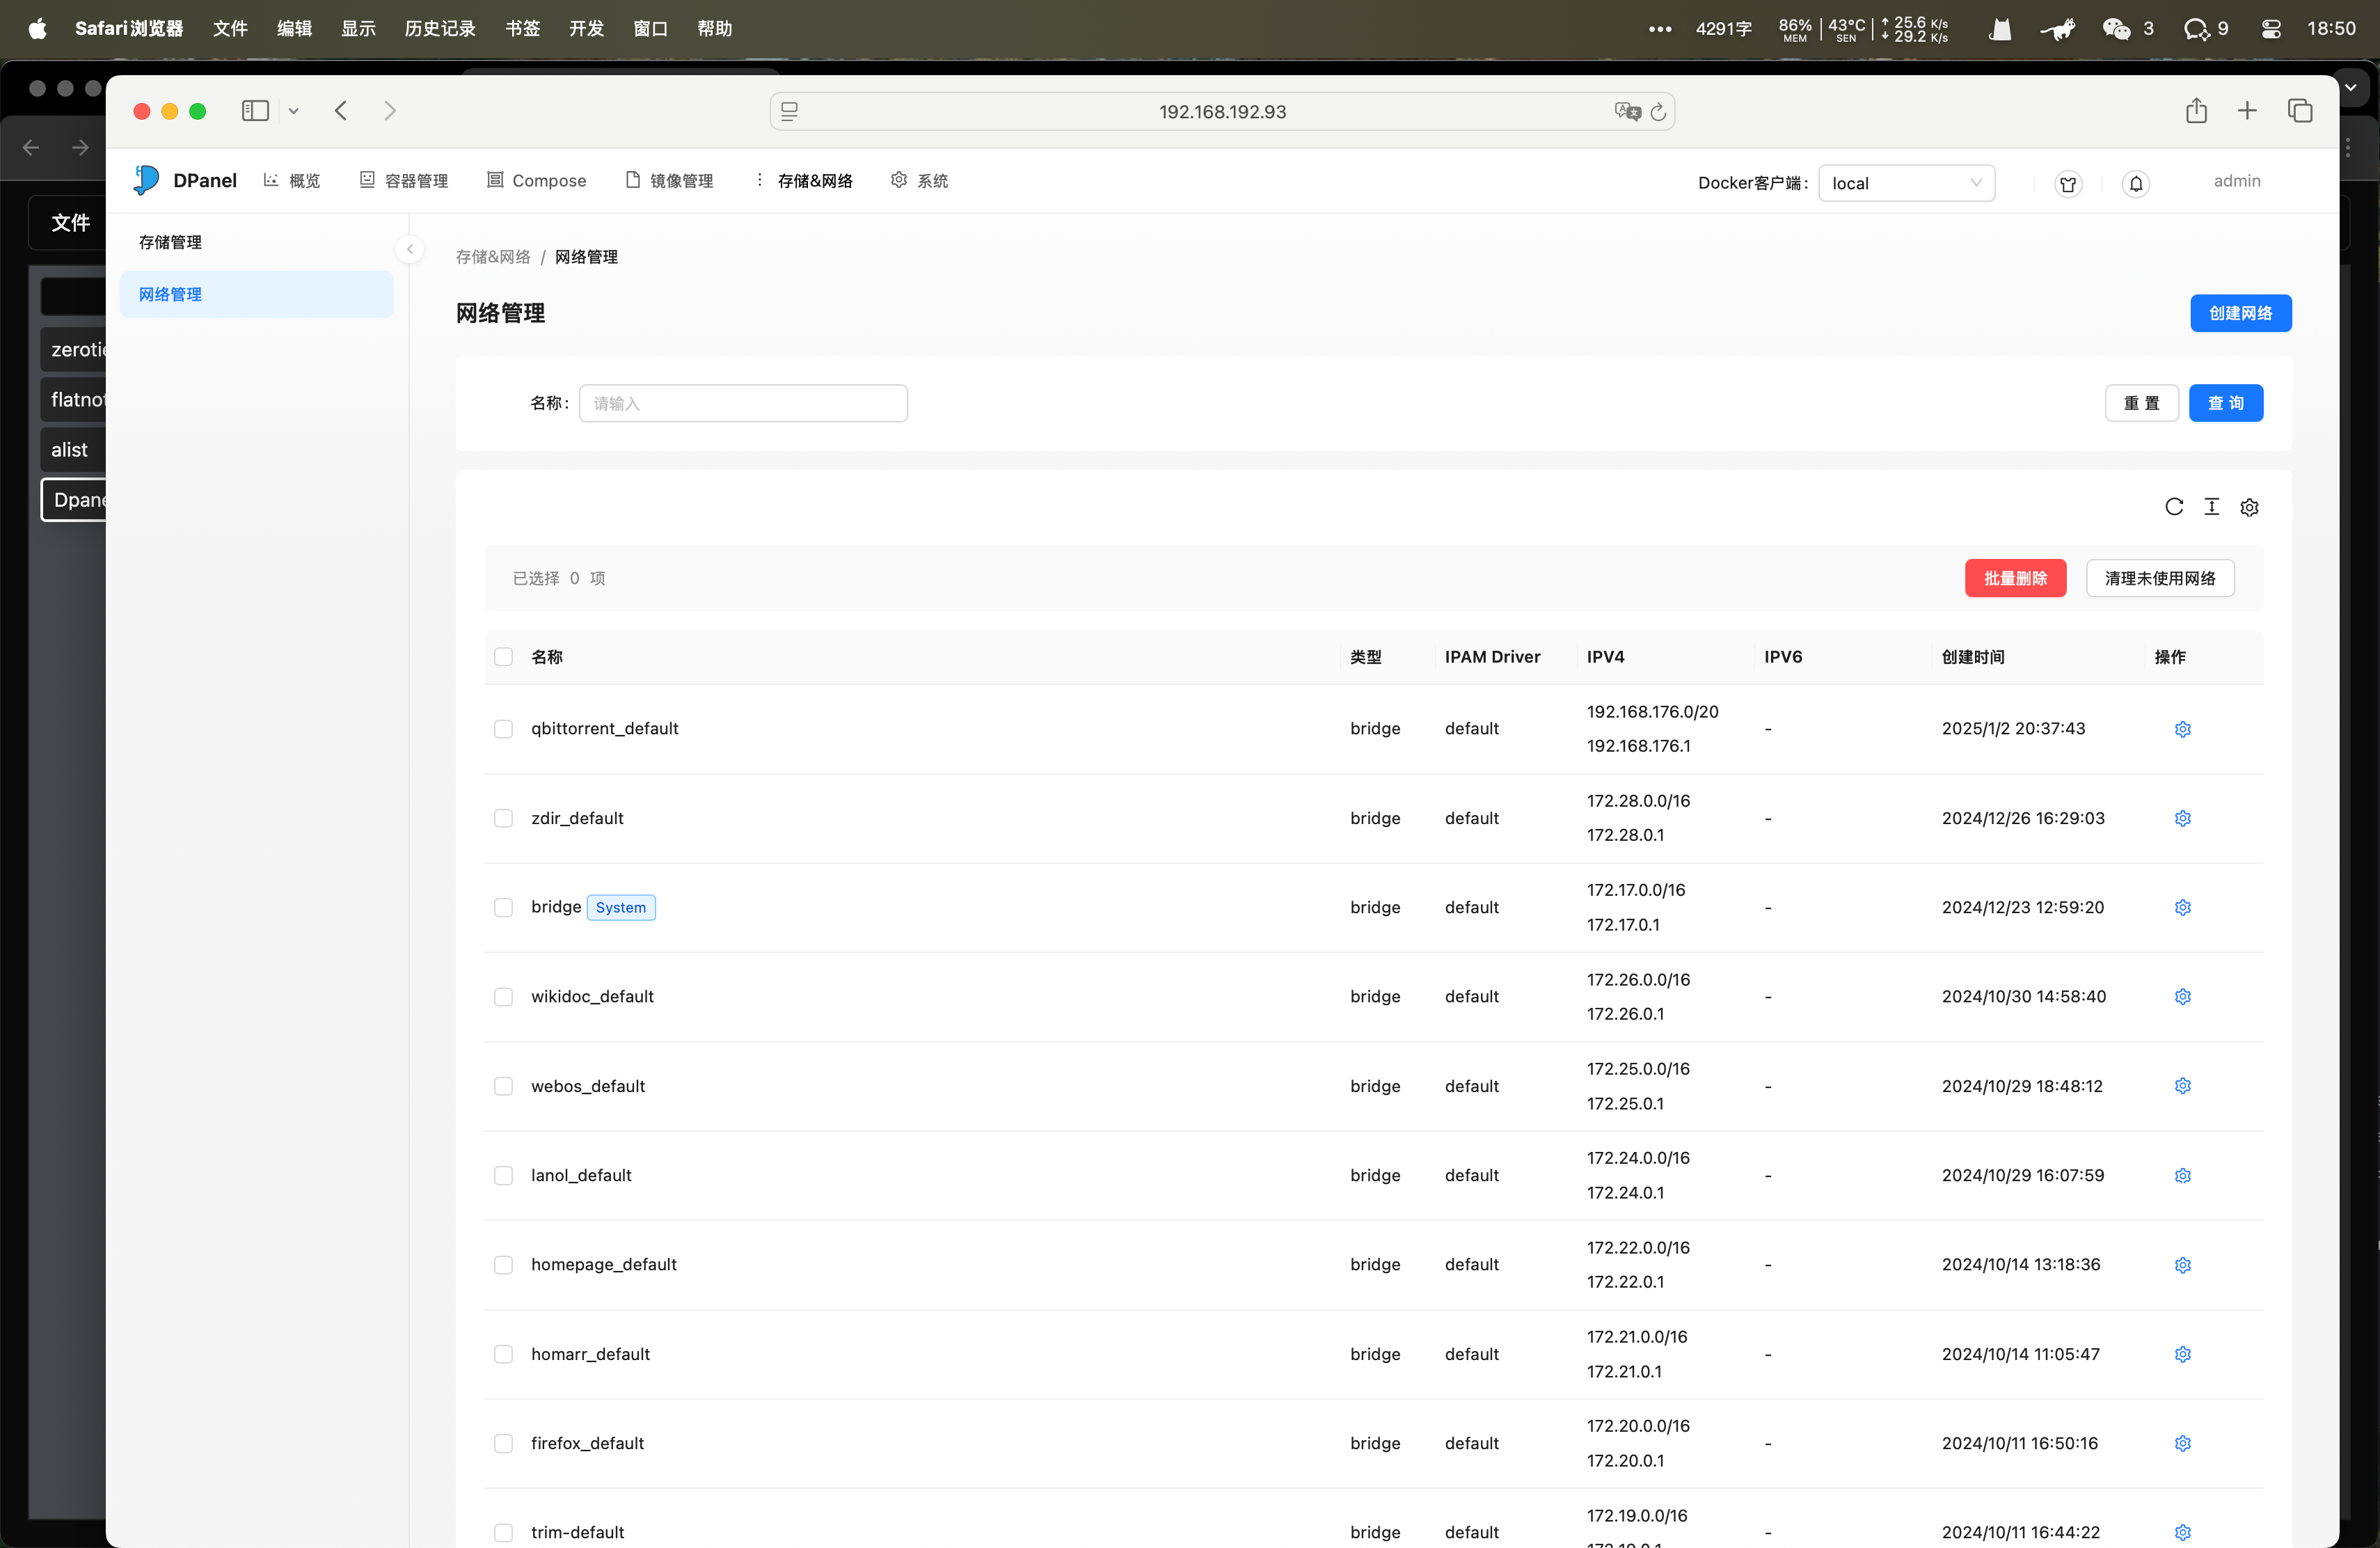 Safari浏览器 文件 编辑 显示 历史记录 书签 开发 窗口 帮助 ••• 4291字 86% MEM 43°C SEN ↑ 25.6 K/s ↓ 29.2 K/s 3 9 18:50
192.168.192.93
DPanel 概览 容器管理 Compose 镜像管理 存储&网络 系统 Docker客户端: local admin
文件
zerotie
flatnot
alist
Dpane
存储管理
网络管理
存储&网络 / 网络管理
网络管理 创建网络
名称: 请输入 重 置 查 询
已选择 0 项 批量删除 清理未使用网络
名称 类型 IPAM Driver IPV4 IPV6 创建时间 操作
qbittorrent_default bridge default 192.168.176.0/20 - 2025/1/2 20:37:43
192.168.176.1
zdir_default bridge default 172.28.0.0/16 - 2024/12/26 16:29:03
172.28.0.1
bridge System bridge default 172.17.0.0/16 - 2024/12/23 12:59:20
172.17.0.1
wikidoc_default bridge default 172.26.0.0/16 - 2024/10/30 14:58:40
172.26.0.1
webos_default bridge default 172.25.0.0/16 - 2024/10/29 18:48:12
172.25.0.1
lanol_default bridge default 172.24.0.0/16 - 2024/10/29 16:07:59
172.24.0.1
homepage_default bridge default 172.22.0.0/16 - 2024/10/14 13:18:36
172.22.0.1
homarr_default bridge default 172.21.0.0/16 - 2024/10/14 11:05:47
172.21.0.1
firefox_default bridge default 172.20.0.0/16 - 2024/10/11 16:50:16
172.20.0.1
trim-default bridge default 172.19.0.0/16 - 2024/10/11 16:44:22